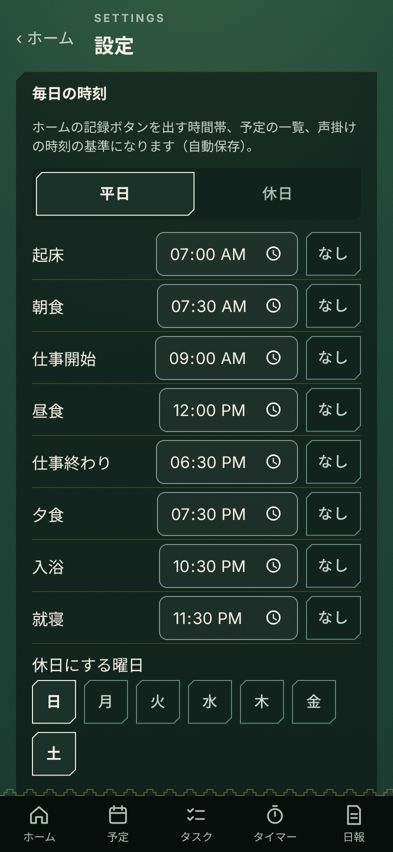 SETTINGS
‹ ホーム
設定
毎日の時刻
ホームの記録ボタンを出す時間帯、予定の一覧、声掛け
の時刻の基準になります（自動保存）。
平日 休日
起床 07:00 AM なし
朝食 07:30 AM なし
仕事開始 09:00 AM なし
昼食 12:00 PM なし
仕事終わり 06:30 PM なし
夕食 07:30 PM なし
入浴 10:30 PM なし
就寝 11:30 PM なし
休日にする曜日
日 月 火 水 木 金
土
ホーム 予定 タスク タイマー 日報